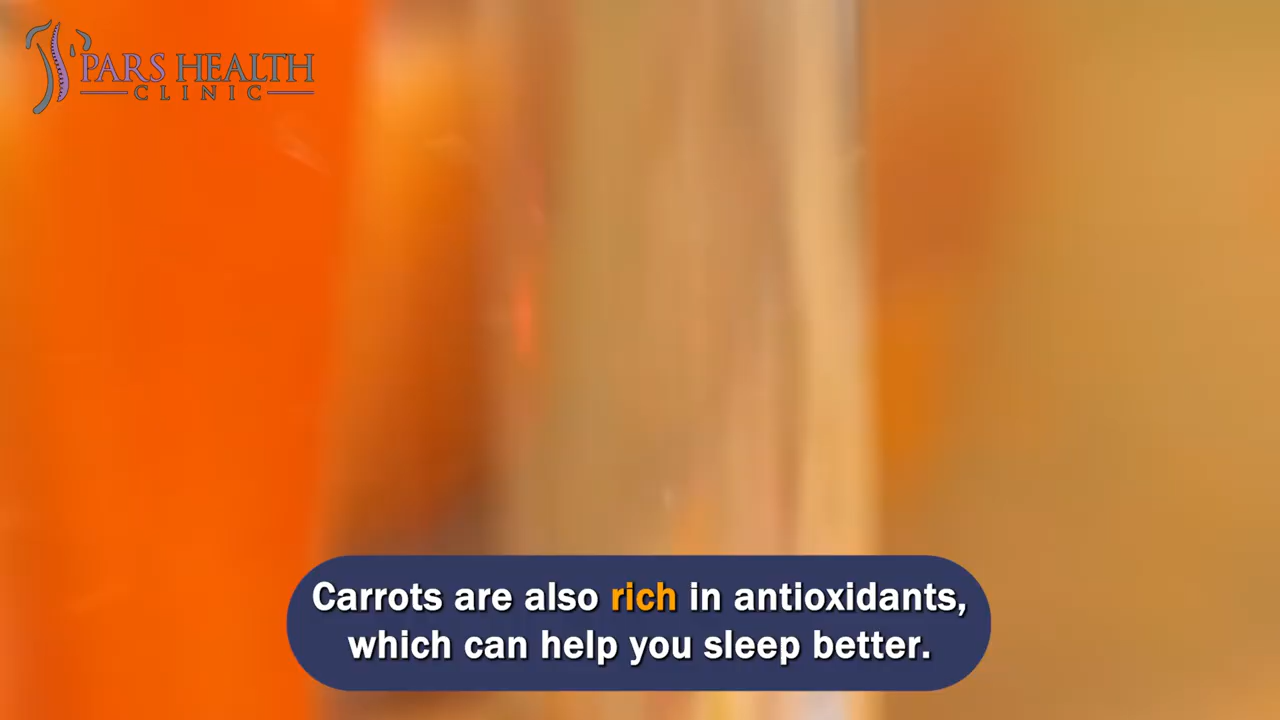 PARS HEALTH
CLINIC
Carrots are also rich in antioxidants,
which can help you sleep better.